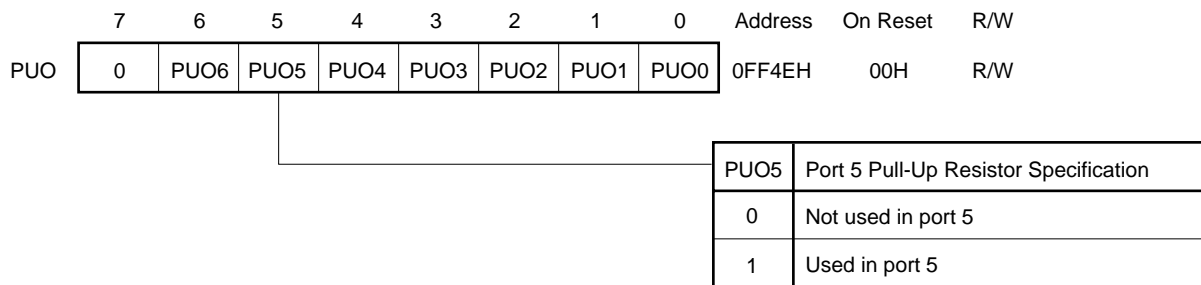 7 6 5 4 3 2 1 0 Address On Reset R/W
PUO 0 PUO6 PUO5 PUO4 PUO3 PUO2 PUO1 PUO0 0FF4EH 00H R/W
PUO5 Port 5 Pull-Up Resistor Specification
0 Not used in port 5
1 Used in port 5